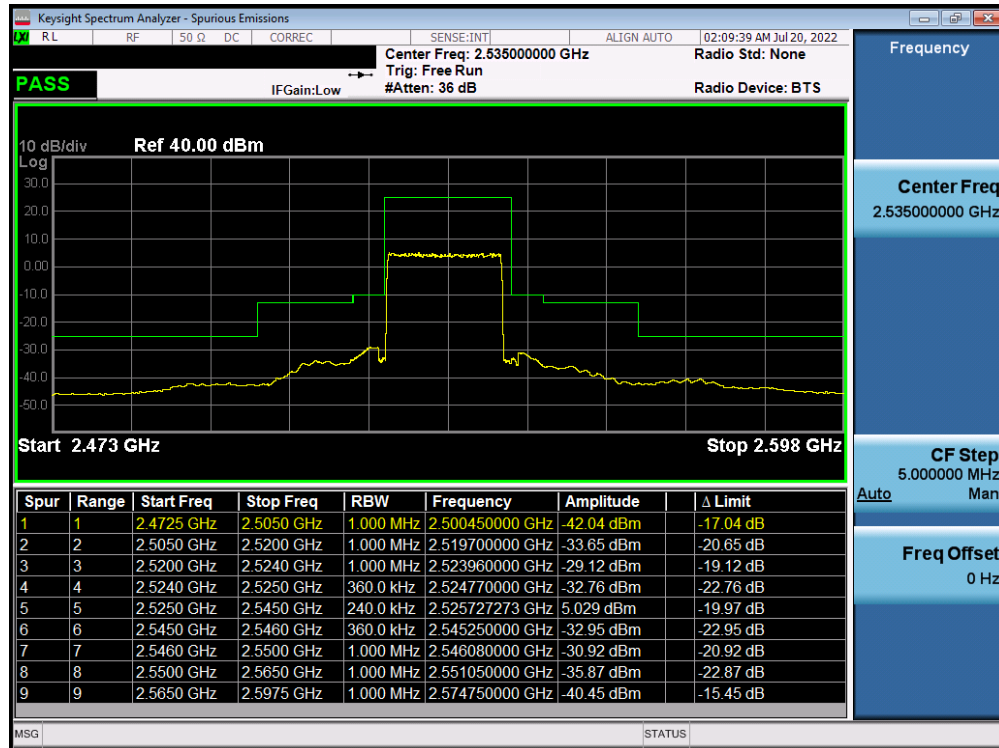 Keysight Spectrum Analyzer - Spurious Emissions
LXI RL RF 50 Ω DC CORREC SENSE:INT ALIGN AUTO 02:09:39 AM Jul 20, 2022
Center Freq: 2.535000000 GHz Radio Std: None
Trig: Free Run
PASS IFGain:Low #Atten: 36 dB Radio Device: BTS
10 dB/div Ref 40.00 dBm
Log
30.0
20.0
10.0
0.00
-10.0
-20.0
-30.0
-40.0
-50.0
Start 2.473 GHz Stop 2.598 GHz
Spur Range Start Freq Stop Freq RBW Frequency Amplitude Δ Limit
1 1 2.4725 GHz 2.5050 GHz 1.000 MHz 2.500450000 GHz -42.04 dBm -17.04 dB
2 2 2.5050 GHz 2.5200 GHz 1.000 MHz 2.519700000 GHz -33.65 dBm -20.65 dB
3 3 2.5200 GHz 2.5240 GHz 1.000 MHz 2.523960000 GHz -29.12 dBm -19.12 dB
4 4 2.5240 GHz 2.5250 GHz 360.0 kHz 2.524770000 GHz -32.76 dBm -22.76 dB
5 5 2.5250 GHz 2.5450 GHz 240.0 kHz 2.525727273 GHz 5.029 dBm -19.97 dB
6 6 2.5450 GHz 2.5460 GHz 360.0 kHz 2.545250000 GHz -32.95 dBm -22.95 dB
7 7 2.5460 GHz 2.5500 GHz 1.000 MHz 2.546080000 GHz -30.92 dBm -20.92 dB
8 8 2.5500 GHz 2.5650 GHz 1.000 MHz 2.551050000 GHz -35.87 dBm -22.87 dB
9 9 2.5650 GHz 2.5975 GHz 1.000 MHz 2.574750000 GHz -40.45 dBm -15.45 dB
MSG STATUS
Frequency
Center Freq
2.535000000 GHz
CF Step
5.000000 MHz
Auto Man
Freq Offset
0 Hz